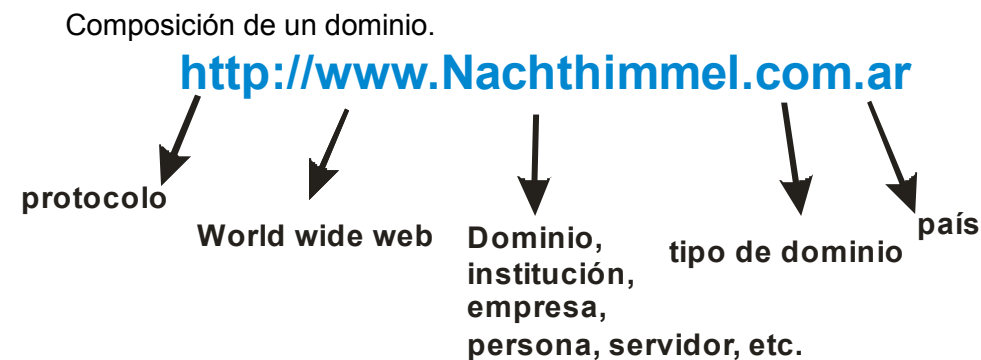 Composición de un dominio.
http://www.Nachthimmel.com.ar
protocolo
World wide web
Dominio,
institución,
empresa,
persona, servidor, etc.
tipo de dominio
país